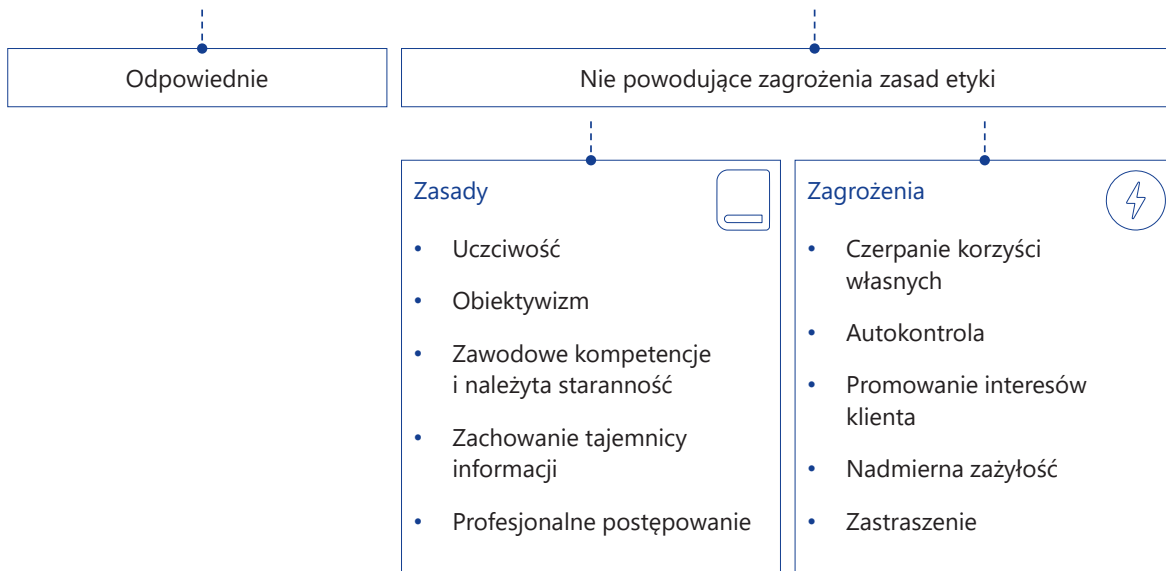 Odpowiednie
Nie powodujące zagrożenia zasad etyki
Zasady
• Uczciwość
• Obiektywizm
• Zawodowe kompetencje
i należyta staranność
• Zachowanie tajemnicy
informacji
• Profesjonalne postępowanie
Zagrożenia
• Czerpanie korzyści
własnych
• Autokontrola
• Promowanie interesów
klienta
• Nadmierna zażyłość
• Zastraszenie